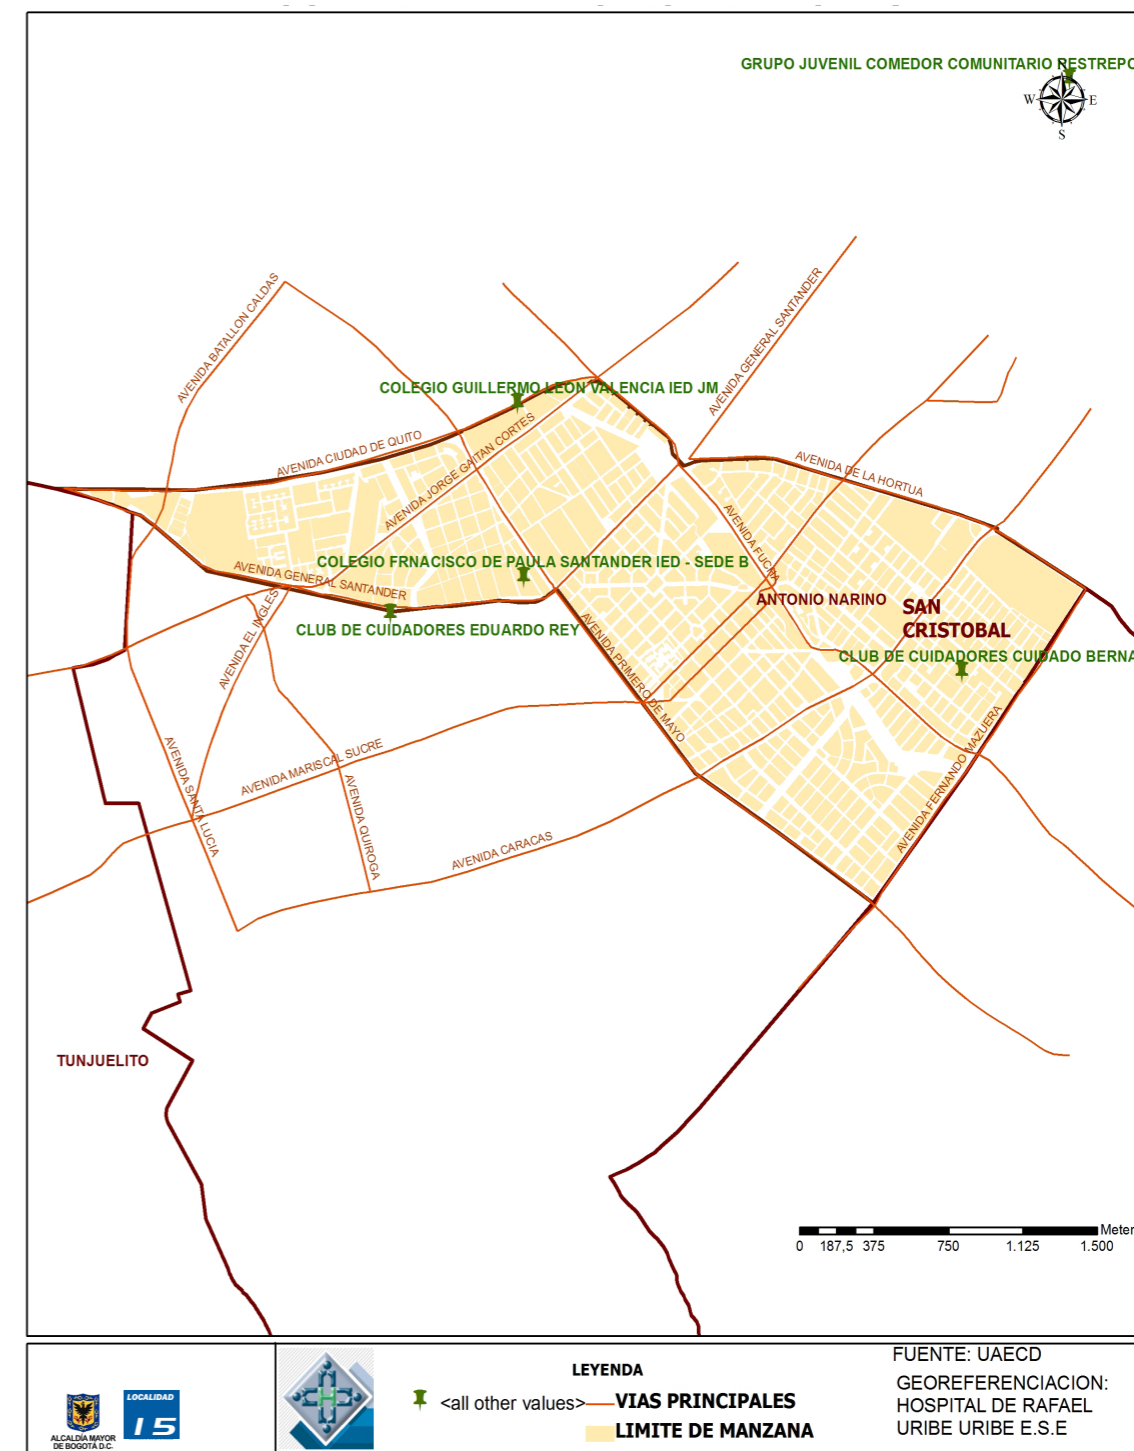 GRUPO JUVENIL COMEDOR COMUNITARIO RESTREPO
W E
S
AVENIDA BATALLON CALDAS
AVENIDA GENERAL SANTANDER
COLEGIO GUILLERMO LEON VALENCIA IED JM
AVENIDA CIUDAD DE QUITO
AVENIDA JORGE GAITAN CORTES
AVENIDA DE LA HORTUA
AVENIDA FUCHA
COLEGIO FRNACISCO DE PAULA SANTANDER IED - SEDE B
AVENIDA GENERAL SANTANDER
ANTONIO NARINO
SAN
CRISTOBAL
AVENIDA EL INGLES
CLUB DE CUIDADORES EDUARDO REY
AVENIDA PRIMERO DE MAYO
CLUB DE CUIDADORES CUIDADO BERNA
AVENIDA SANTA LUCIA
AVENIDA MARISCAL SUCRE
AVENIDA QUIROGA
AVENIDA FERNANDO MAZUERA
AVENIDA CARACAS
TUNJUELITO
Meter
0 187,5 375 750 1.125 1.500
LEYENDA
<all other values>
VIAS PRINCIPALES
LIMITE DE MANZANA
FUENTE: UAECD
GEOREFERENCIACION:
HOSPITAL DE RAFAEL
URIBE URIBE E.S.E
LOCALIDAD
15
ALCALDÍA MAYOR
DE BOGOTÁ D.C.
H